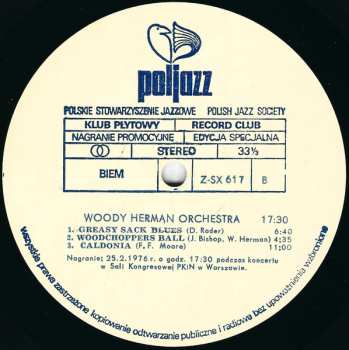 poljazz
POLSKIE STOWARZYSZENIE JAZZOWE POLISH JAZZ SOCIETY
KLUB PŁYTOWY RECORD CLUB
NAGRANIE PROMOCYJNE EDYCJA SPECJALNA
STEREO 33⅓
BIEM Z-SX 617 B
WOODY HERMAN ORCHESTRA 17:30
1. GREASY SACK BLUES (D. Rader) 6:40
2. WOODCHOPPERS BALL (J. Bishop, W. Herman) 4:35
3. CALDONIA (F. F. Moore) 11:00
Nagranie: 25.2.1976 r. o godz. 17:30 podczas koncertu
w Sali Kongresowej PKiN w Warszawie.
wszystkie prawa zastrzeżone kopiowanie odtwarzanie publiczne i radiowe bez upoważnienia wzbronione